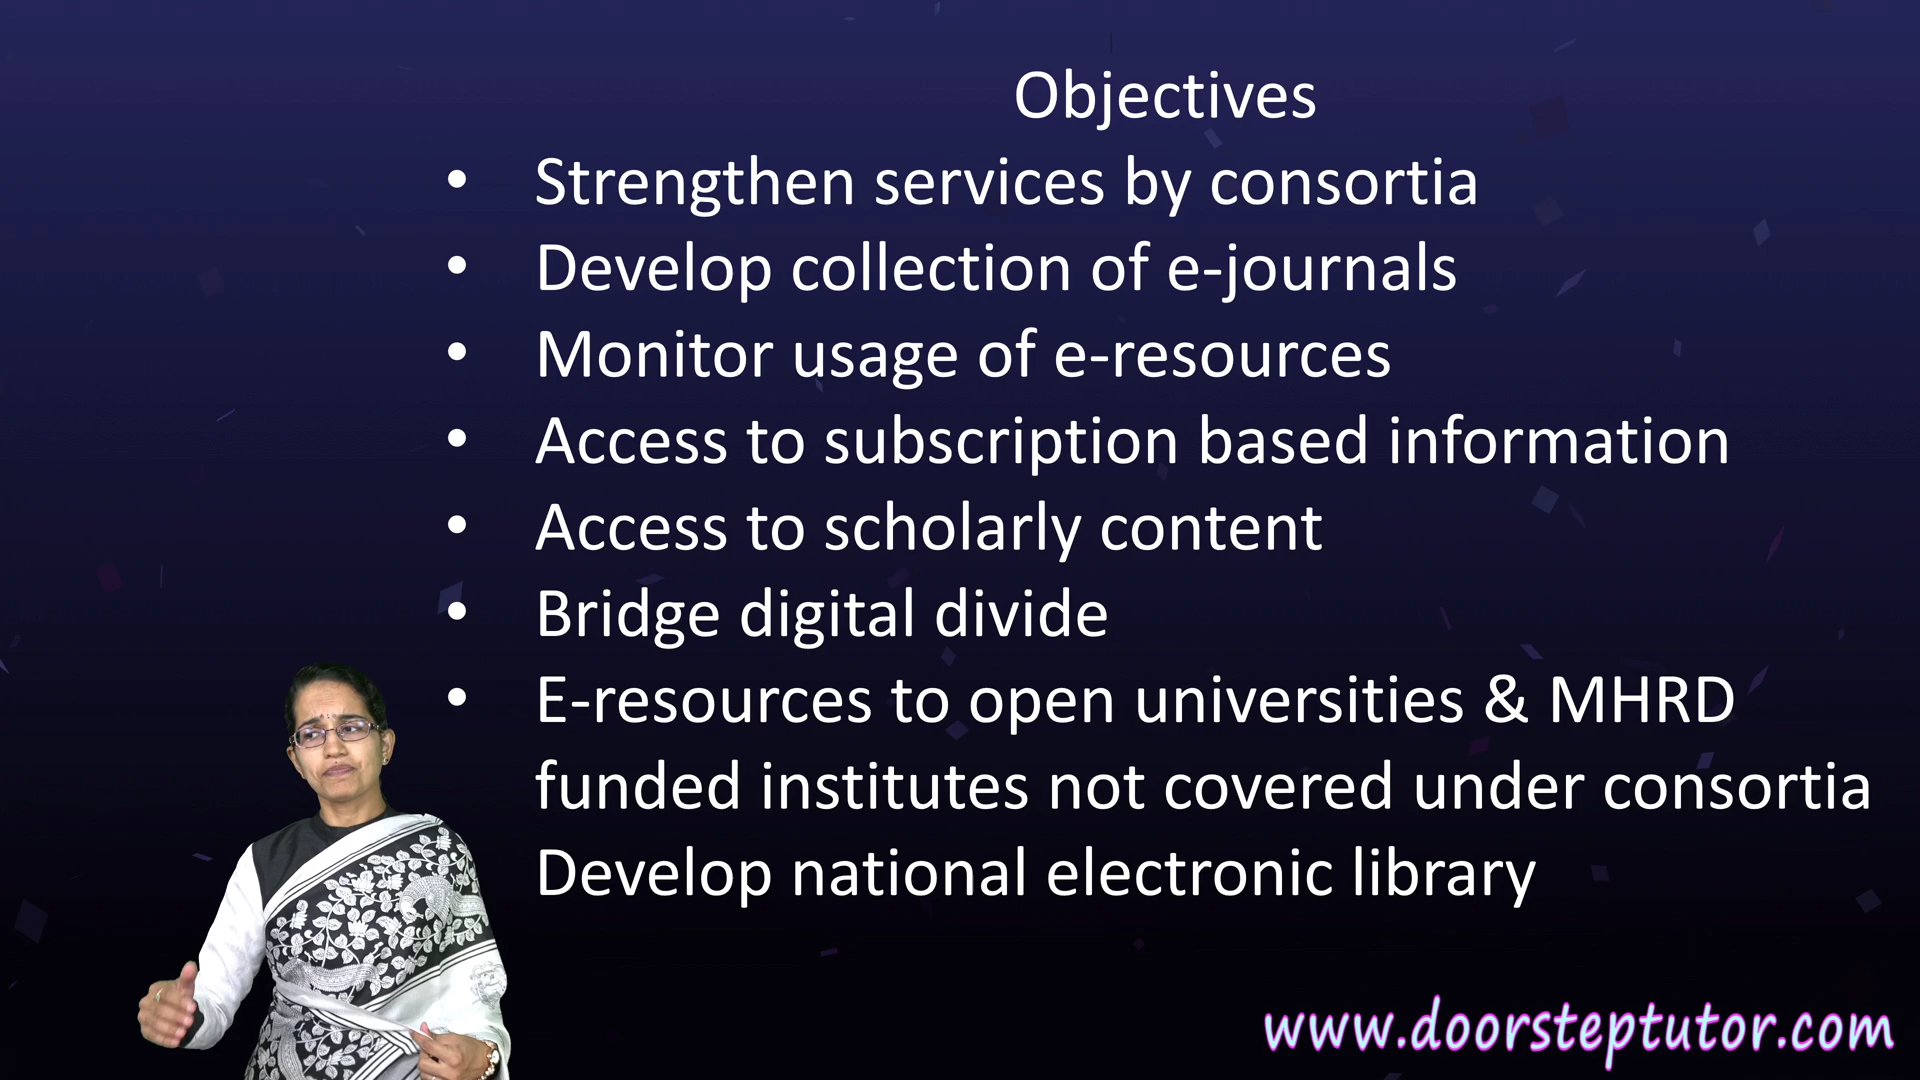 Objectives
• Strengthen services by consortia
• Develop collection of e-journals
• Monitor usage of e-resources
• Access to subscription based information
• Access to scholarly content
• Bridge digital divide
• E-resources to open universities & MHRD
funded institutes not covered under consortia
Develop national electronic library
www.doorsteptutor.com